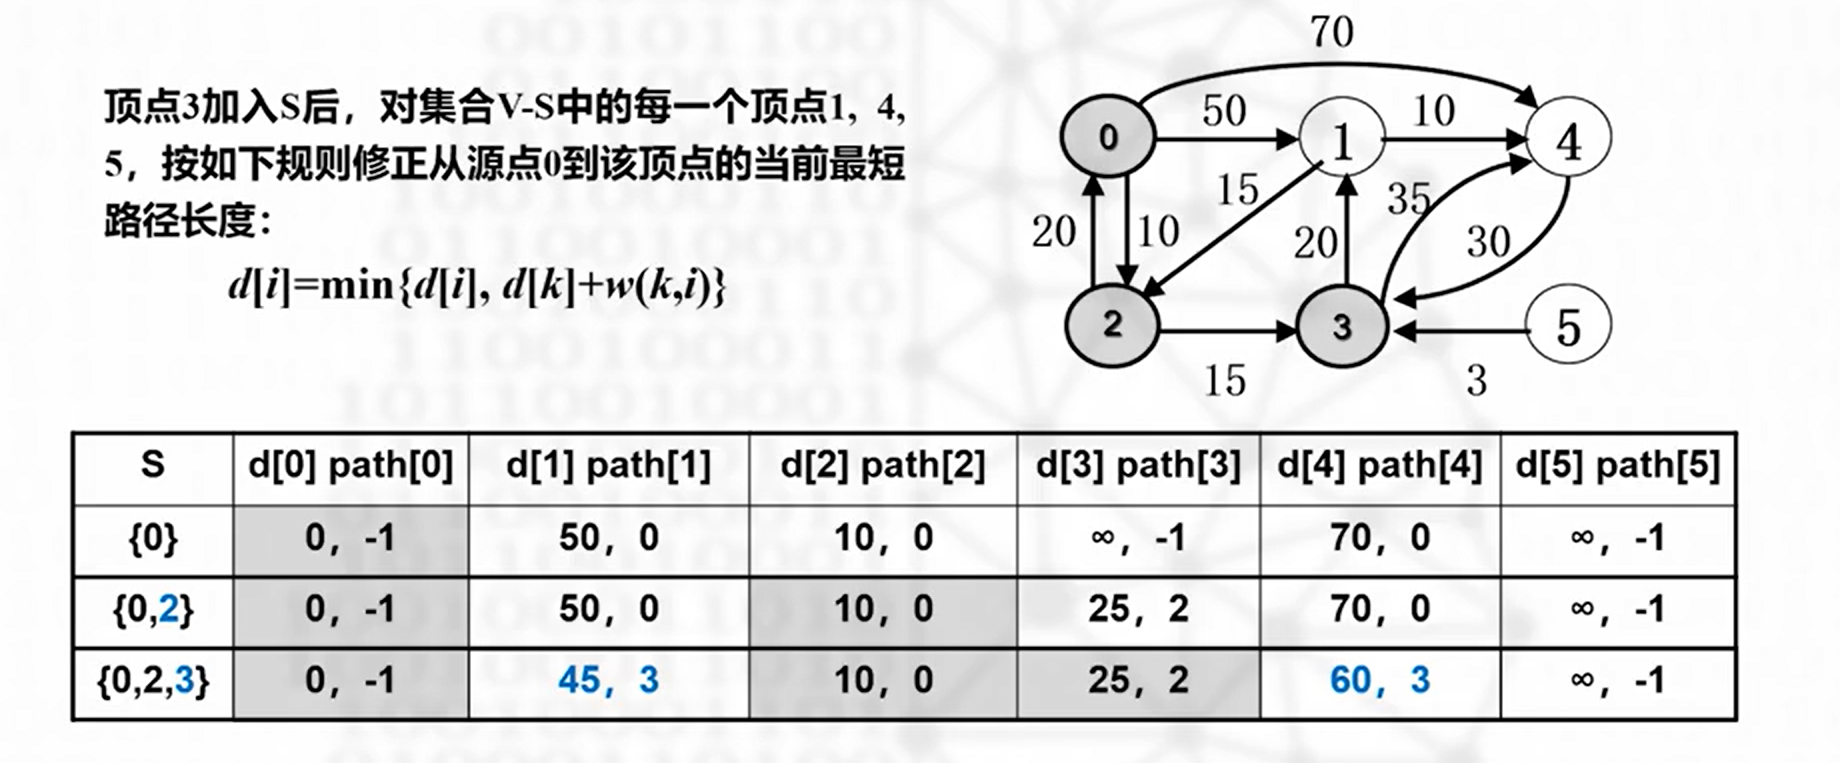 顶点3加入S后，对集合V-S中的每一个顶点1, 4,
5，按如下规则修正从源点0到该顶点的当前最短
路径长度：
d[i]=min{d[i], d[k]+w(k,i)}
70
0 50 1 10 4
20 10 15 20 35 30
2 15 3 3 5
S d[0] path[0] d[1] path[1] d[2] path[2] d[3] path[3] d[4] path[4] d[5] path[5]
{0} 0, -1 50, 0 10, 0 ∞, -1 70, 0 ∞, -1
{0,2} 0, -1 50, 0 10, 0 25, 2 70, 0 ∞, -1
{0,2,3} 0, -1 45, 3 10, 0 25, 2 60, 3 ∞, -1